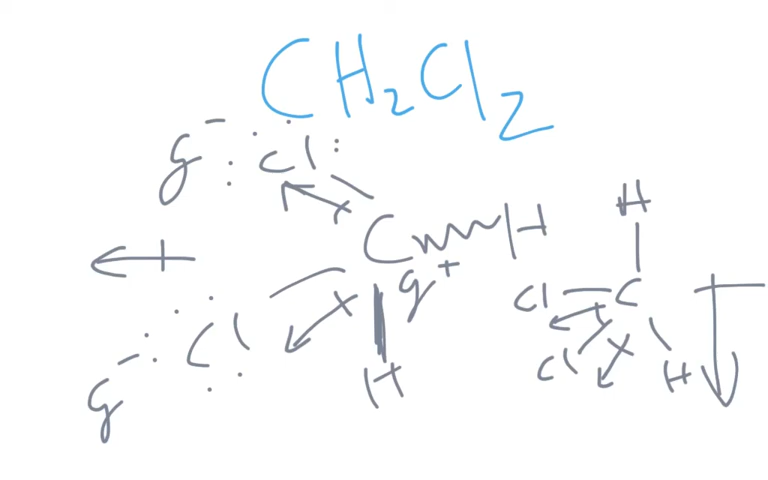 CH₂Cl₂
δ⁻ :Cl:
C H
H
δ⁺
Cl C
:Cl
Cl
δ⁻ H H